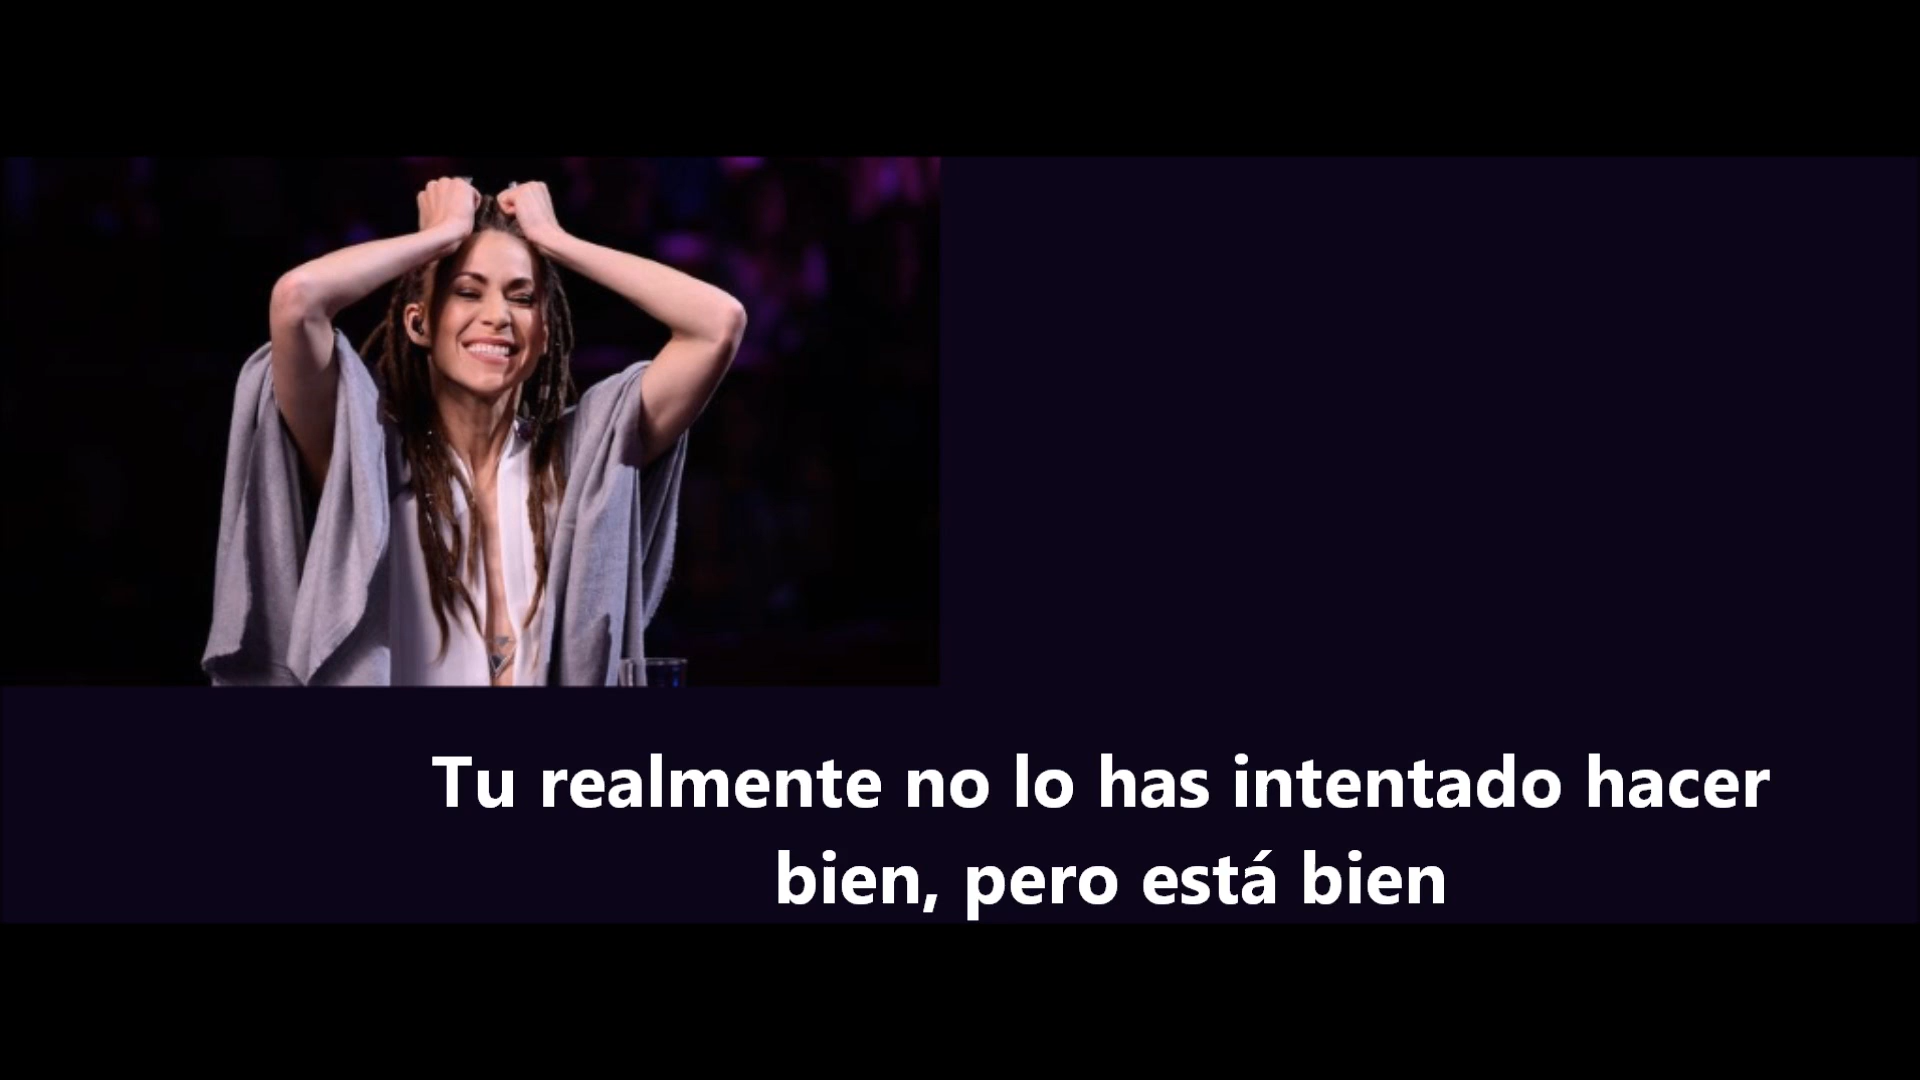 Tu realmente no lo has intentado hacer
bien, pero está bien